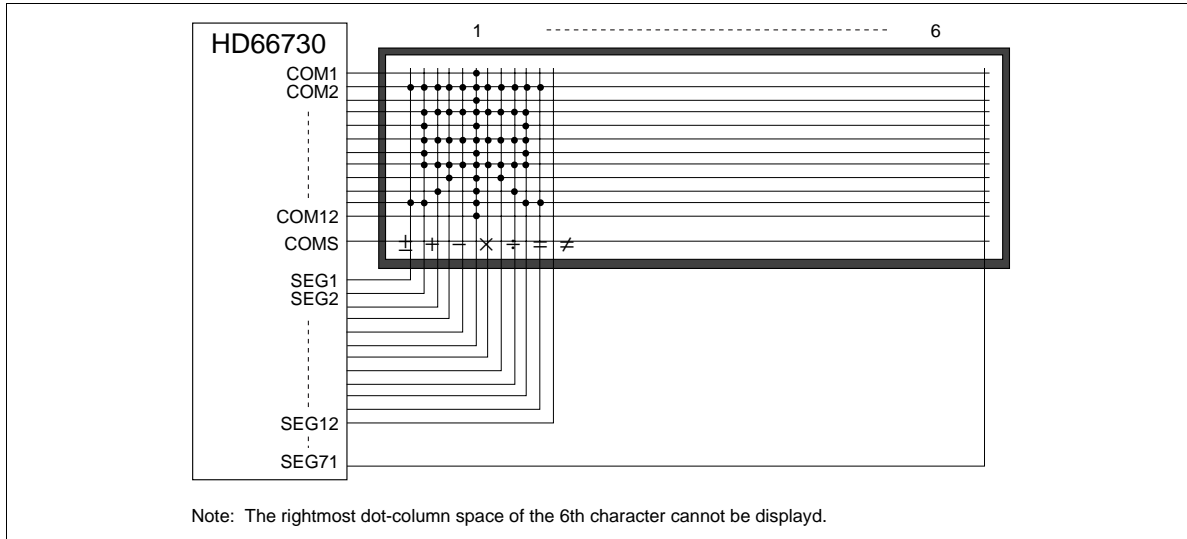 1 6
HD66730
COM1
COM2
COM12
COMS
± + − × ÷ = ≠
SEG1
SEG2
SEG12
SEG71
Note: The rightmost dot-column space of the 6th character cannot be displayd.